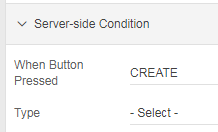 Server-side Condition
When Button
Pressed
CREATE
Type
- Select -